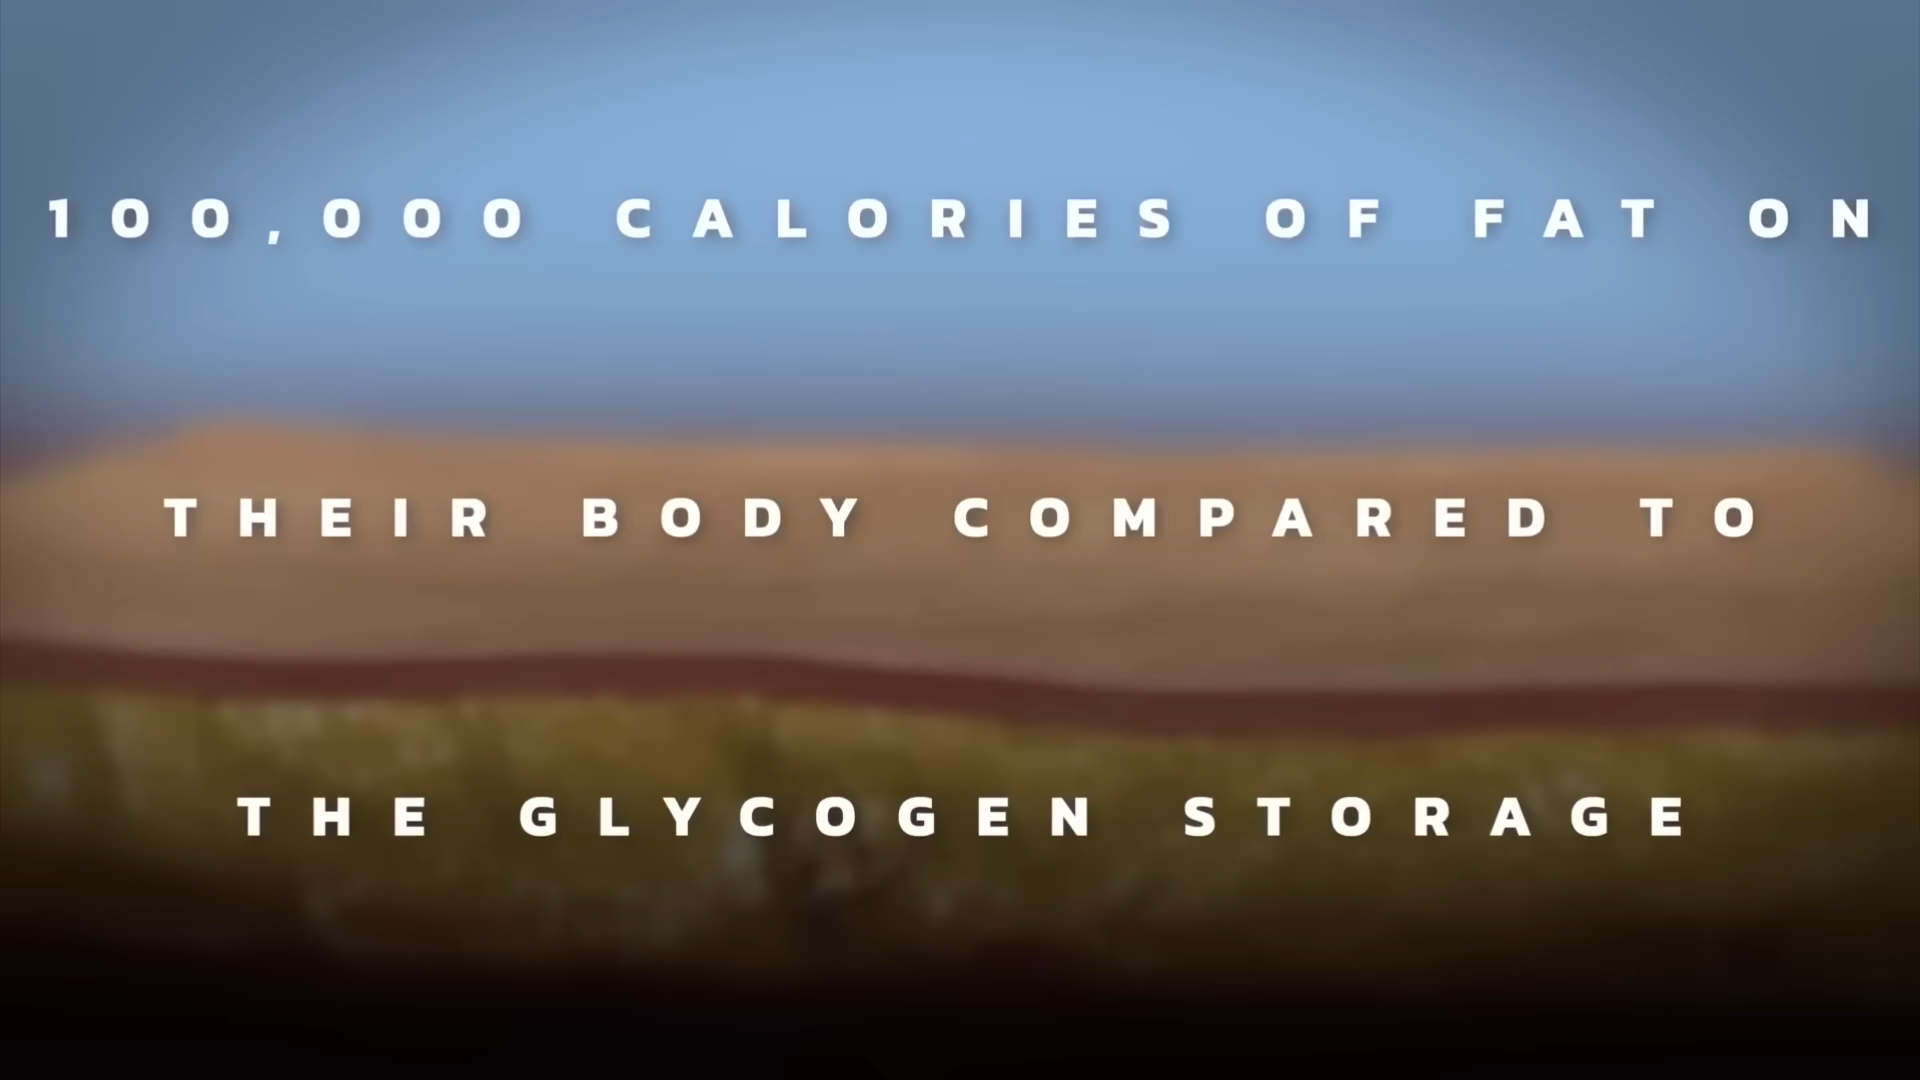 100,000 CALORIES OF FAT ON
THEIR BODY COMPARED TO
THE GLYCOGEN STORAGE